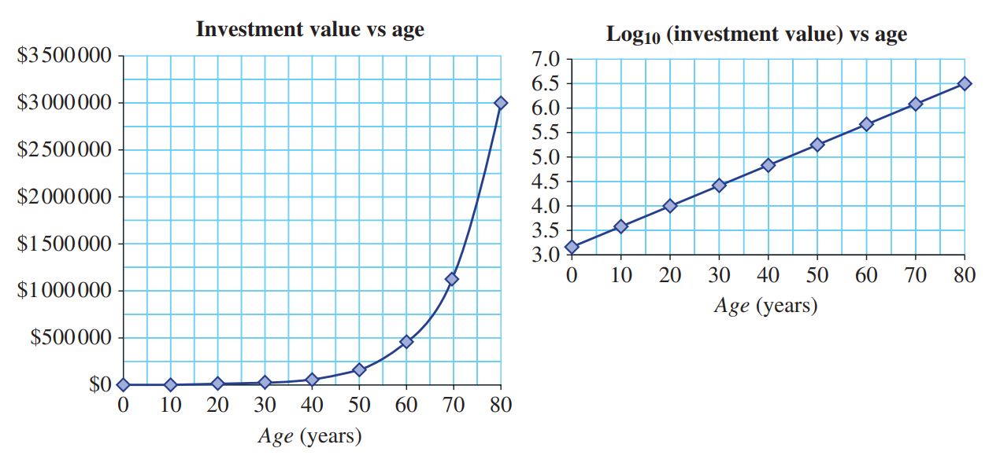 Investment value vs age
$3 500 000
$3 000 000
$2 500 000
$2 000 000
$1 500 000
$1 000 000
$500 000
$0
0 10 20 30 40 50 60 70 80
Age (years)
Log10 (investment value) vs age
7.0
6.5
6.0
5.5
5.0
4.5
4.0
3.5
3.0
0 10 20 30 40 50 60 70 80
Age (years)